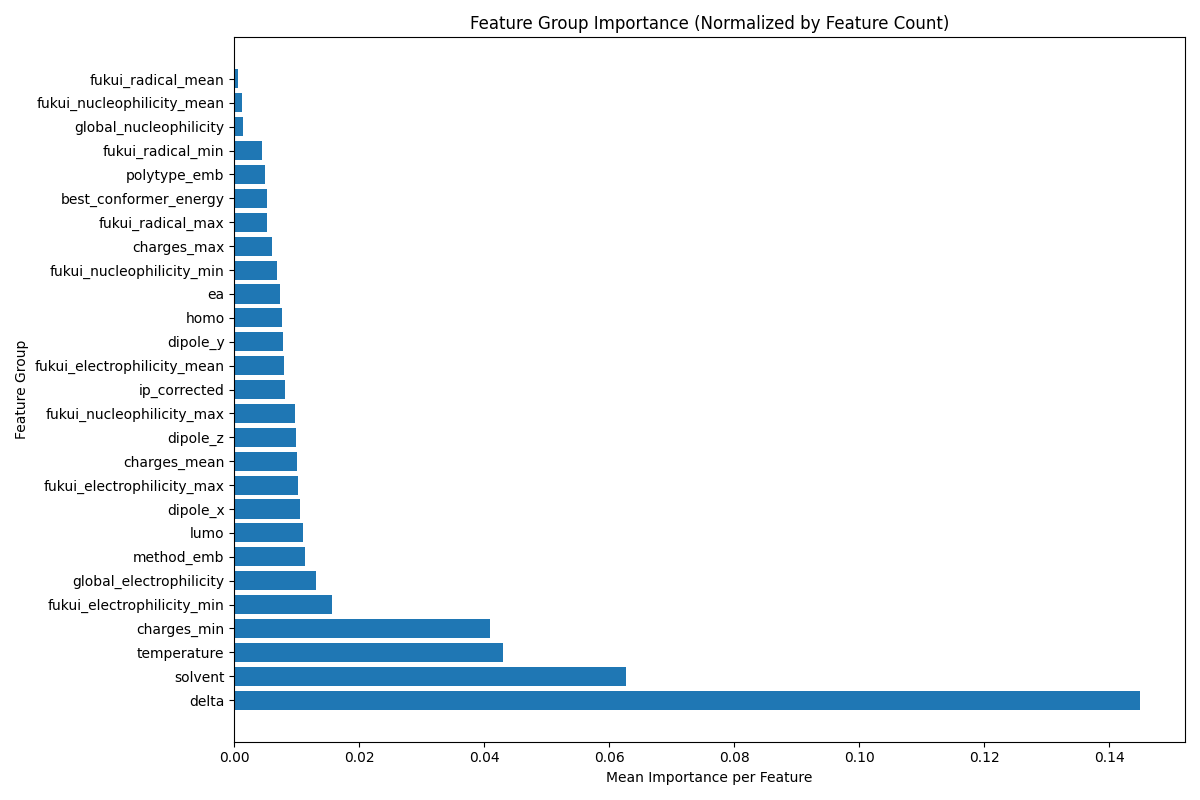 Feature Group Importance (Normalized by Feature Count)
fukui_radical_mean
fukui_nucleophilicity_mean
global_nucleophilicity
fukui_radical_min
polytype_emb
best_conformer_energy
fukui_radical_max
charges_max
fukui_nucleophilicity_min
ea
homo
dipole_y
fukui_electrophilicity_mean
ip_corrected
fukui_nucleophilicity_max
dipole_z
charges_mean
fukui_electrophilicity_max
dipole_x
lumo
method_emb
global_electrophilicity
fukui_electrophilicity_min
charges_min
temperature
solvent
delta
Feature Group
0.00 0.02 0.04 0.06 0.08 0.10 0.12 0.14
Mean Importance per Feature